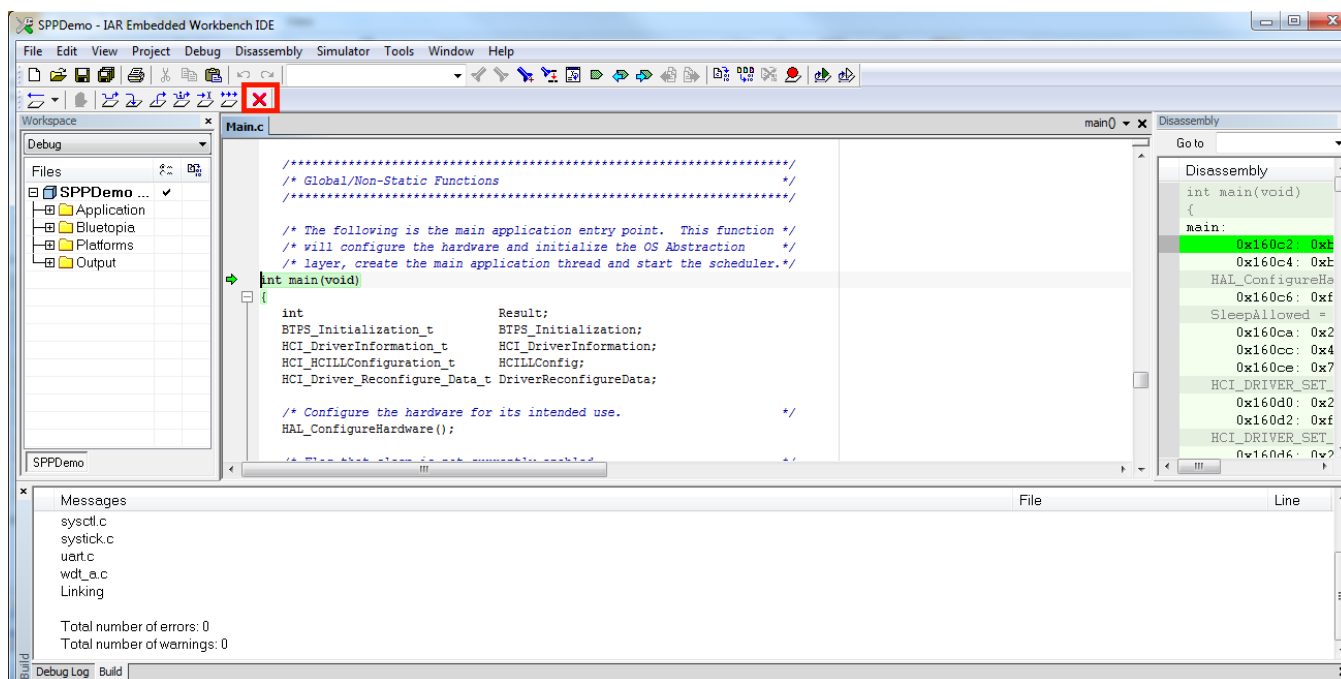 SPPDemo - IAR Embedded Workbench IDE
File Edit View Project Debug Disassembly Simulator Tools Window Help
Workspace
Debug
Files
SPPDemo ...
Application
Bluetopia
Platforms
Output
SPPDemo
Main.c
main()
/***********************************************************************/
/* Global/Non-Static Functions */
/***********************************************************************/
/* The following is the main application entry point. This function */
/* will configure the hardware and initialize the OS Abstraction */
/* layer, create the main application thread and start the scheduler.*/
int main(void)
{
int Result;
BTPS_Initialization_t BTPS_Initialization;
HCI_DriverInformation_t HCI_DriverInformation;
HCI_HCILLConfiguration_t HCILLConfig;
HCI_Driver_Reconfigure_Data_t DriverReconfigureData;
/* Configure the hardware for its intended use. */
HAL_ConfigureHardware();
Disassembly
Go to
Disassembly
int main(void)
{
main:
0x160c2: 0xb
0x160c4: 0xb
HAL_ConfigureHa
0x160c6: 0xf
SleepAllowed =
0x160ca: 0x2
0x160cc: 0x4
0x160ce: 0x7
HCI_DRIVER_SET_
0x160d0: 0x2
0x160d2: 0xf
HCI_DRIVER_SET_
0x160d6: 0x2
Messages File Line
sysctl.c
systick.c
uart.c
wdt_a.c
Linking
Total number of errors: 0
Total number of warnings: 0
Build
Debug Log Build